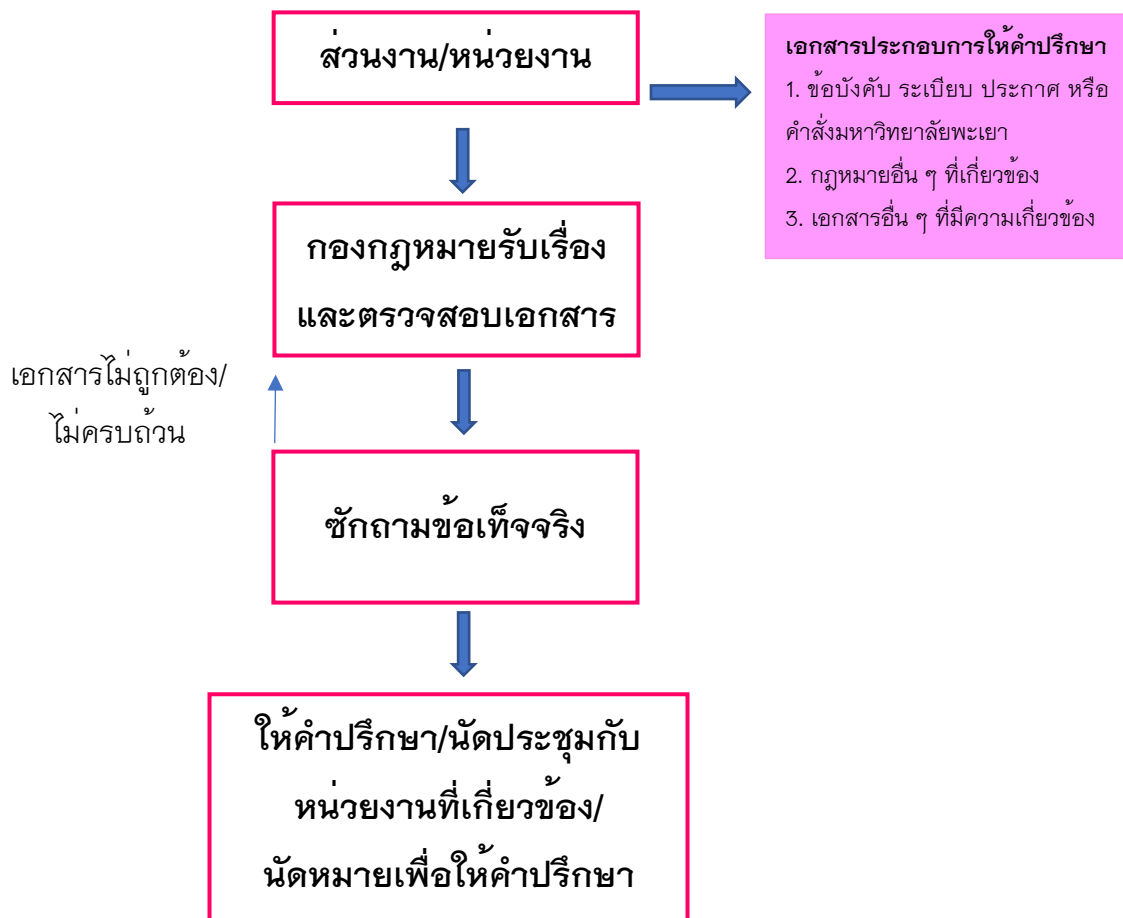 ส่วนงาน/หน่วยงาน
เอกสารประกอบการให้คำปรึกษา
1. ข้อบังคับ ระเบียบ ประกาศ หรือ
คำสั่งมหาวิทยาลัยพะเยา
2. กฎหมายอื่น ๆ ที่เกี่ยวข้อง
3. เอกสารอื่น ๆ ที่มีความเกี่ยวข้อง
กองกฎหมายรับเรื่อง
และตรวจสอบเอกสาร
เอกสารไม่ถูกต้อง/
ไม่ครบถ้วน
ซักถามข้อเท็จจริง
ให้คำปรึกษา/นัดประชุมกับ
หน่วยงานที่เกี่ยวข้อง/
นัดหมายเพื่อให้คำปรึกษา